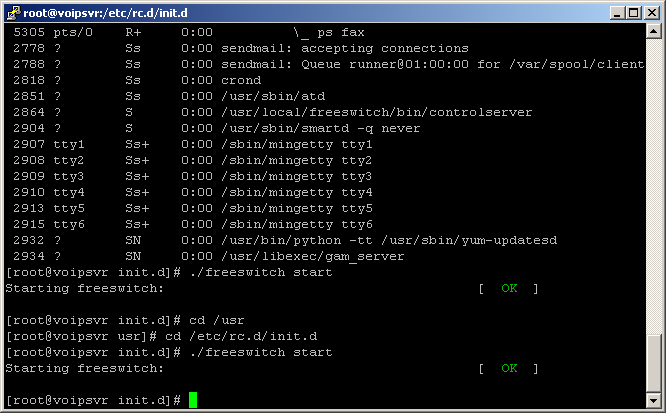 root@voipsvr:/etc/rc.d/init.d
5305 pts/0 R+ 0:00 \_ ps fax
2778 ? Ss 0:00 sendmail: accepting connections
2788 ? Ss 0:00 sendmail: Queue runner@01:00:00 for /var/spool/client
2818 ? Ss 0:00 crond
2851 ? Ss 0:00 /usr/sbin/atd
2864 ? S 0:00 /usr/local/freeswitch/bin/controlserver
2904 ? S 0:00 /usr/sbin/smartd -q never
2907 tty1 Ss+ 0:00 /sbin/mingetty tty1
2908 tty2 Ss+ 0:00 /sbin/mingetty tty2
2909 tty3 Ss+ 0:00 /sbin/mingetty tty3
2910 tty4 Ss+ 0:00 /sbin/mingetty tty4
2913 tty5 Ss+ 0:00 /sbin/mingetty tty5
2915 tty6 Ss+ 0:00 /sbin/mingetty tty6
2932 ? SN 0:00 /usr/bin/python -tt /usr/sbin/yum-updatesd
2934 ? SN 0:00 /usr/libexec/gam_server
[root@voipsvr init.d]# ./freeswitch start
Starting freeswitch: [ OK ]
[root@voipsvr init.d]# cd /usr
[root@voipsvr usr]# cd /etc/rc.d/init.d
[root@voipsvr init.d]# ./freeswitch start
Starting freeswitch: [ OK ]
[root@voipsvr init.d]#